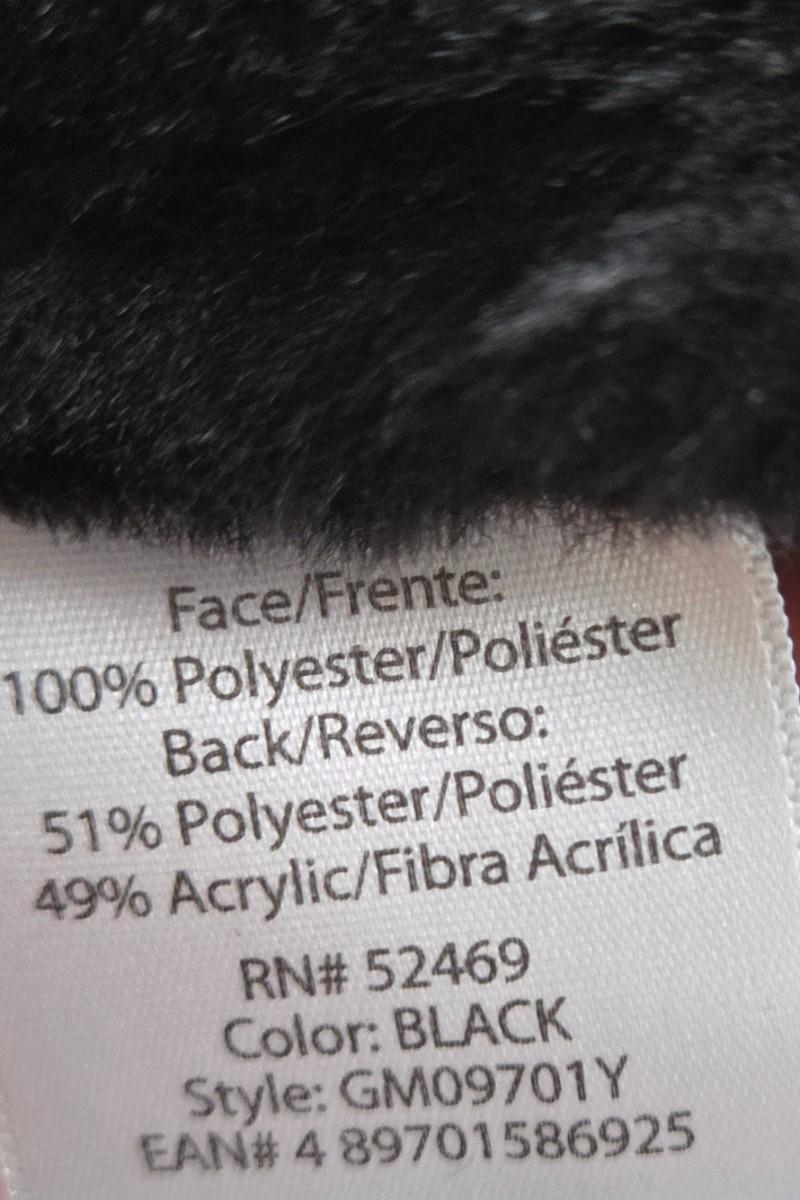 Face/Frente:
100% Polyester/Poliéster
Back/Reverso:
51% Polyester/Poliéster
49% Acrylic/Fibra Acrílica
RN# 52469
Color: BLACK
Style: GM09701Y
EAN# 4 89701586925